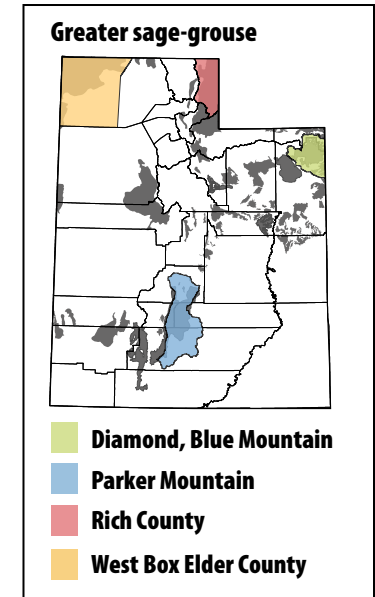 Greater sage-grouse
Diamond, Blue Mountain
Parker Mountain
Rich County
West Box Elder County